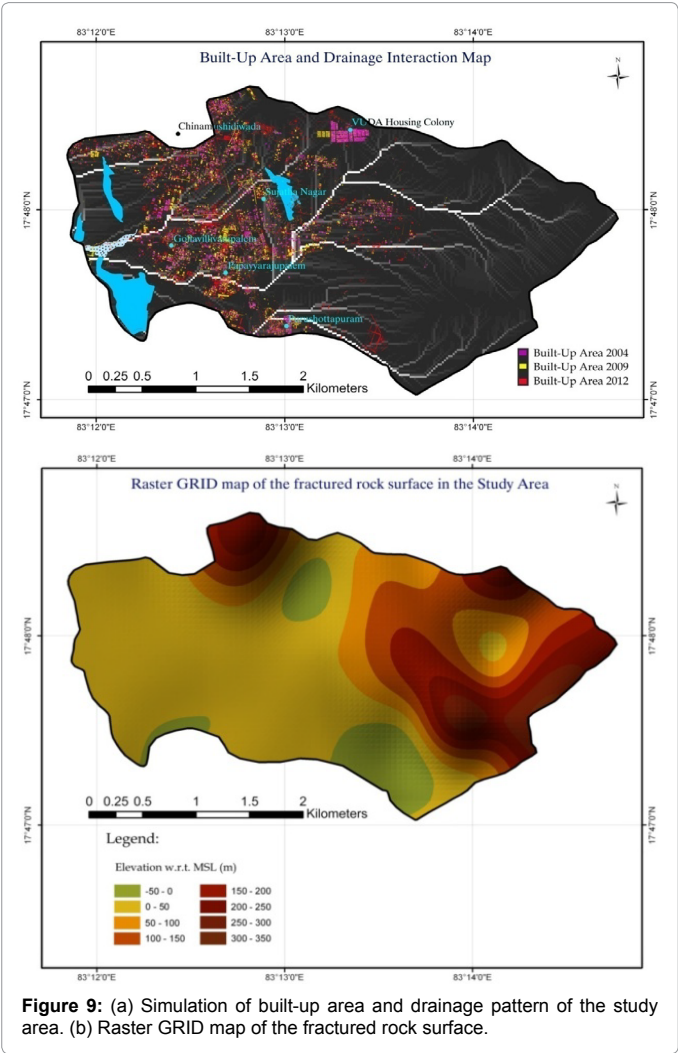 83°12'0"E 83°13'0"E 83°14'0"E
Built-Up Area and Drainage Interaction Map
N
Chinamushidiwada
VUDA Housing Colony
Sujatha Nagar
17°48'0"N 17°48'0"N
Papayyarajupalem
Purushottapuram
Built-Up Area 2004
Built-Up Area 2009
Built-Up Area 2012
0 0.25 0.5 1 1.5 2
Kilometers
17°47'0"N 17°47'0"N
83°12'0"E 83°13'0"E 83°14'0"E
83°12'0"E 83°13'0"E 83°14'0"E
Raster GRID map of the fractured rock surface in the Study Area
N
17°48'0"N 17°48'0"N
0 0.25 0.5 1 1.5 2
Kilometers
17°47'0"N 17°47'0"N
Legend:
Elevation w.r.t. MSL (m)
-50 - 0 150 - 200
0 - 50 200 - 250
50 - 100 250 - 300
100 - 150 300 - 350
83°12'0"E 83°13'0"E 83°14'0"E
Figure 9: (a) Simulation of built-up area and drainage pattern of the study
area. (b) Raster GRID map of the fractured rock surface.